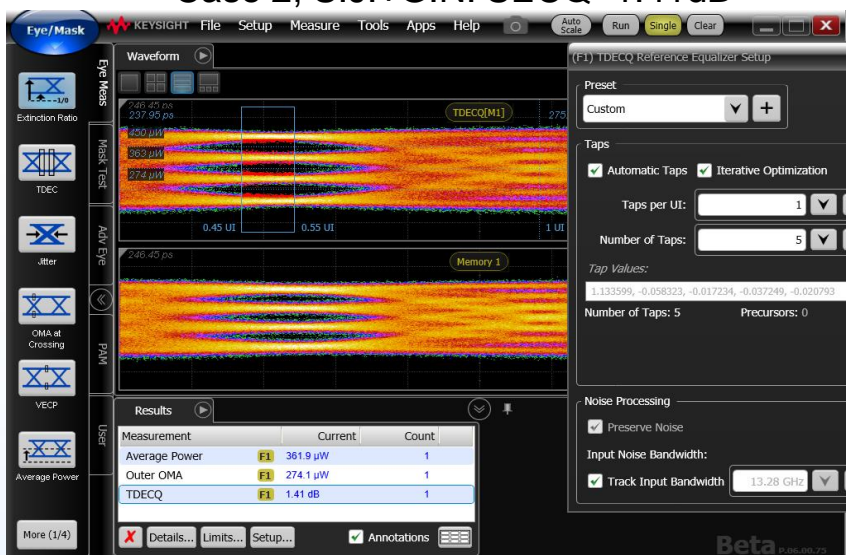 Eye/Mask
KEYSIGHT File Setup Measure Tools Apps Help
Auto Scale
Run
Single
Clear
Extinction Ratio
TDEC
Jitter
OMA at
Crossing
VECP
Average Power
More (1/4)
Eye Meas
Mask Test
Adv Eye
PAM
User
Waveform
246.45 ps
237.95 ps
450 µW
363 µW
274 µW
TDECQ[M1]
275
0.45 UI
0.55 UI
1 UI
246.45 ps
Memory 1
Results
Measurement Current Count
Average Power F1 361.9 µW 1
Outer OMA F1 274.1 µW 1
TDECQ F1 1.41 dB 1
Details... Limits... Setup... Annotations
(F1) TDECQ Reference Equalizer Setup
Preset
Custom
Taps
Automatic Taps Iterative Optimization
Taps per UI: 1
Number of Taps: 5
Tap Values:
1.133599, -0.058323, -0.017234, -0.037249, -0.020793
Number of Taps: 5 Precursors: 0
Noise Processing
Preserve Noise
Input Noise Bandwidth:
Track Input Bandwidth 13.28 GHz
Beta P.06.00.75